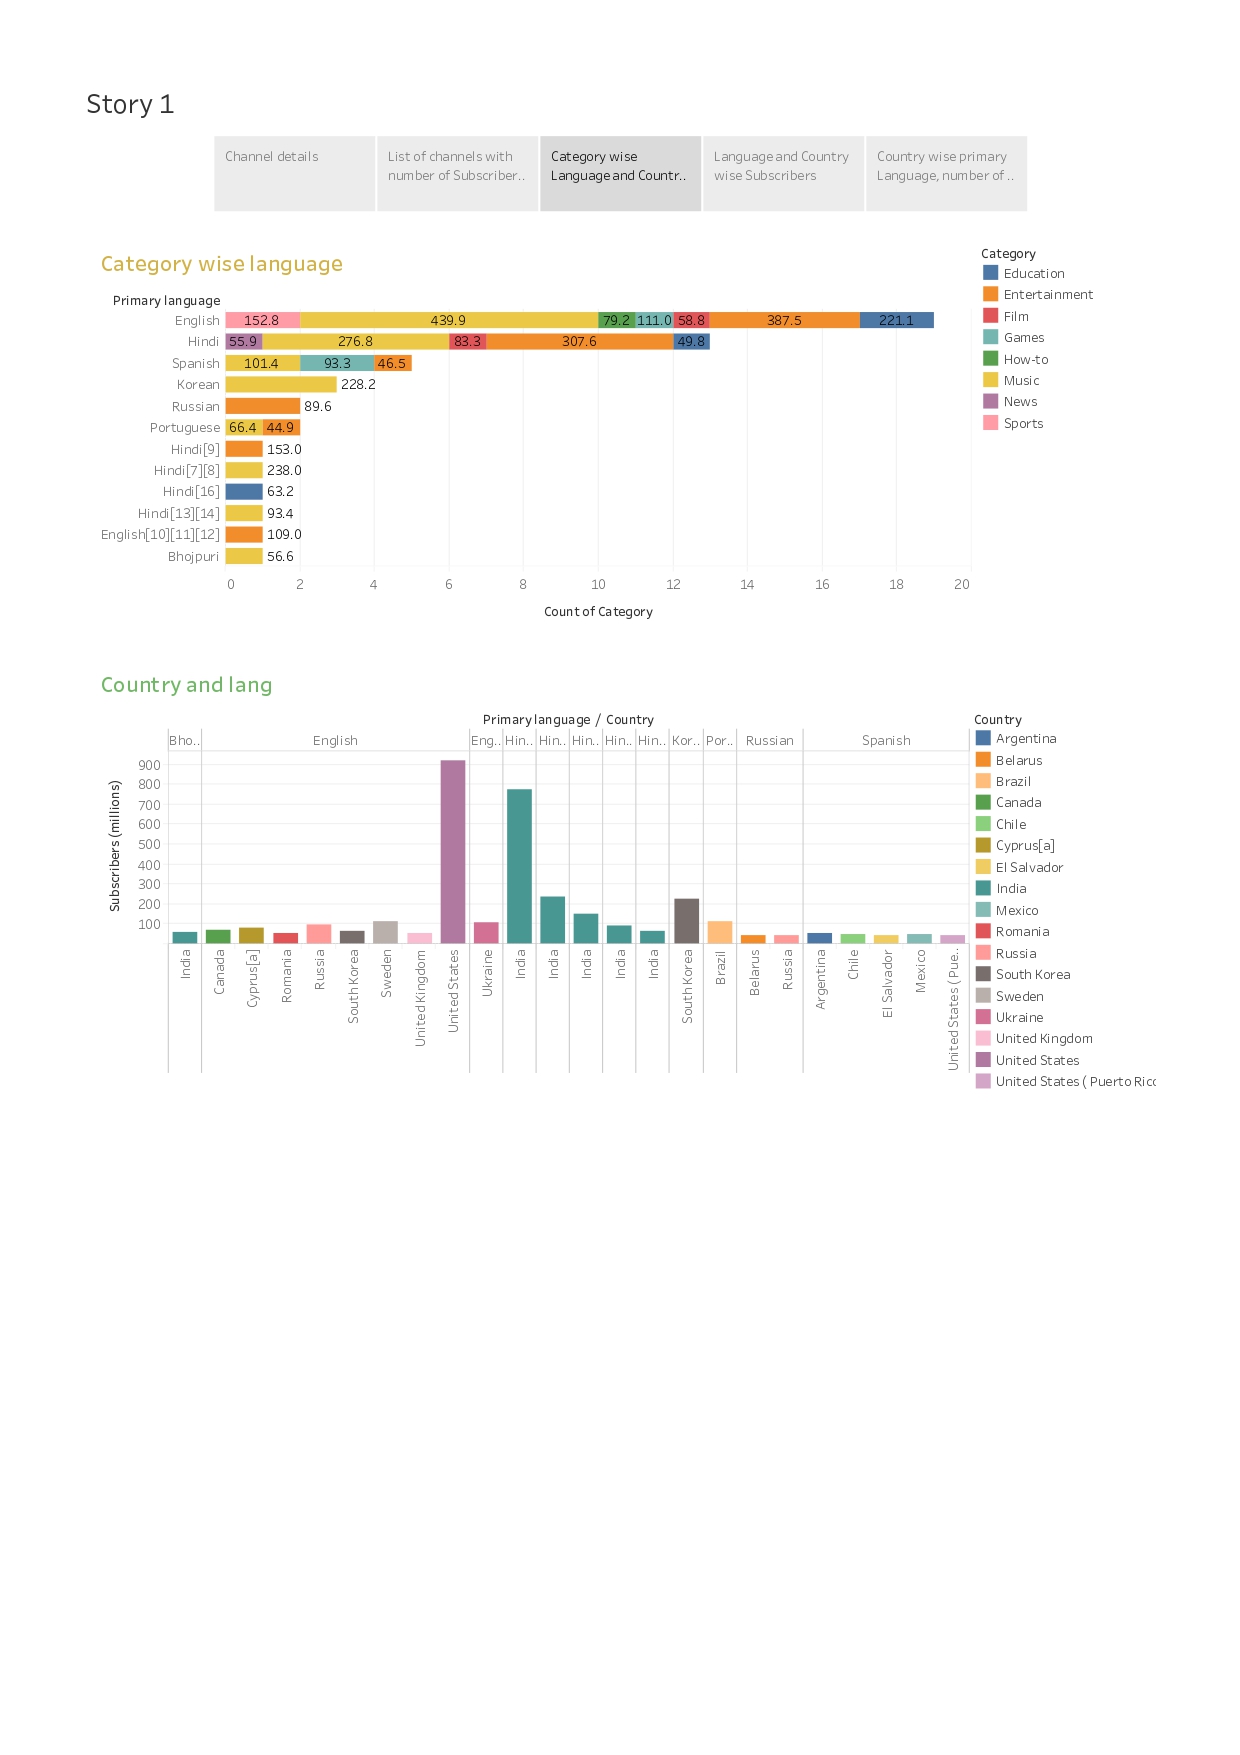 Story 1
Channel details
List of channels with
number of Subscriber..
Category wise
Language and Countr..
Language and Country
wise Subscribers
Country wise primary
Language, number of ..
Category wise language
Primary language
English 152.8 439.9 79.2 111.0 58.8 387.5 221.1
Hindi 55.9 276.8 83.3 307.6 49.8
Spanish 101.4 93.3 46.5
Korean 228.2
Russian 89.6
Portuguese 66.4 44.9
Hindi[9] 153.0
Hindi[7][8] 238.0
Hindi[16] 63.2
Hindi[13][14] 93.4
English[10][11][12] 109.0
Bhojpuri 56.6
0 2 4 6 8 10 12 14 16 18 20
Count of Category
Category
Education
Entertainment
Film
Games
How-to
Music
News
Sports
Country and lang
Primary language / Country
Bho.. English Eng.. Hin.. Hin.. Hin.. Hin.. Hin.. Kor.. Por.. Russian Spanish
900
800
700
600
500
400
300
200
100
Subscribers (millions)
India
Canada
Cyprus[a]
Romania
Russia
South Korea
Sweden
United Kingdom
United States
Ukraine
India
India
India
India
India
South Korea
Brazil
Belarus
Russia
Argentina
Chile
El Salvador
Mexico
United States ( Pue..
Country
Argentina
Belarus
Brazil
Canada
Chile
Cyprus[a]
El Salvador
India
Mexico
Romania
Russia
South Korea
Sweden
Ukraine
United Kingdom
United States
United States ( Puerto Ric